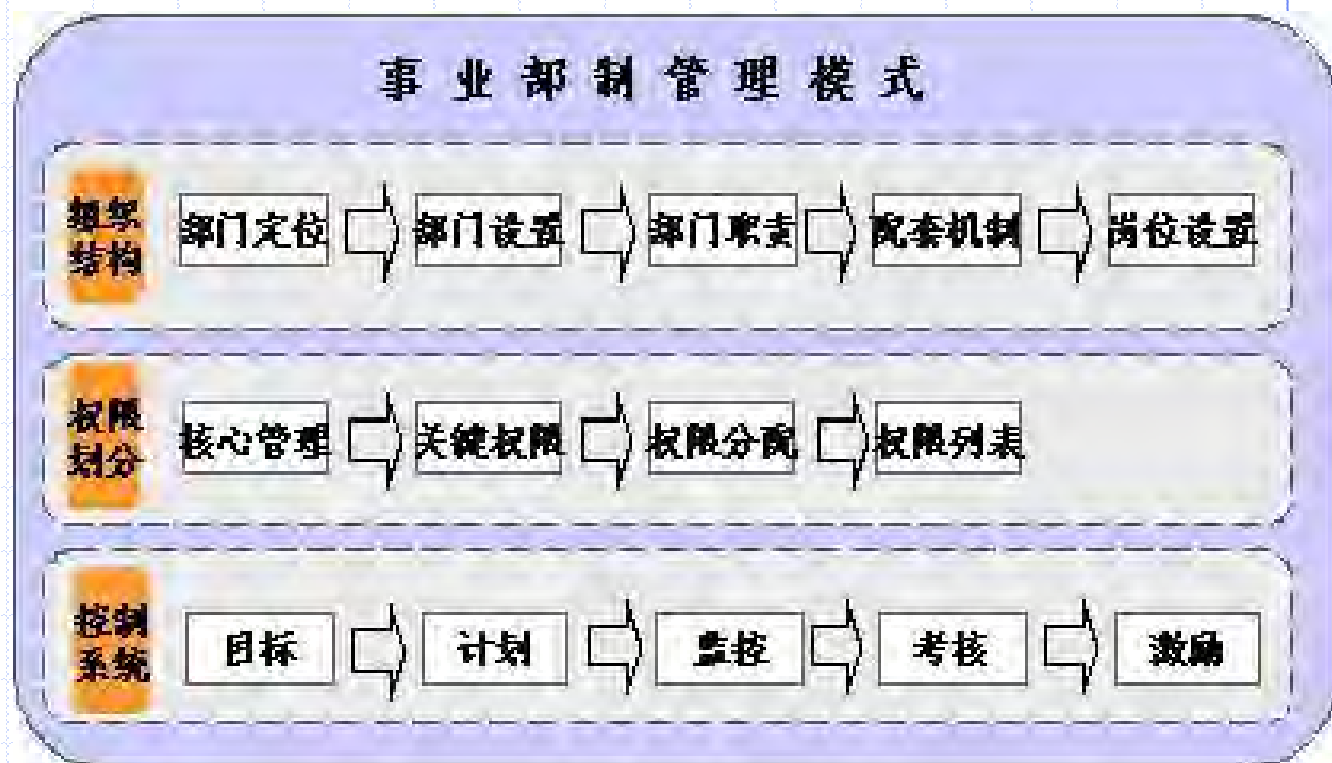 事业部制管理模式
组织
结构
部门定位
部门设置
部门职责
配套机制
岗位设置
权限
划分
核心管理
关键权限
权限分配
权限列表
控制
系统
目标
计划
监控
考核
激励